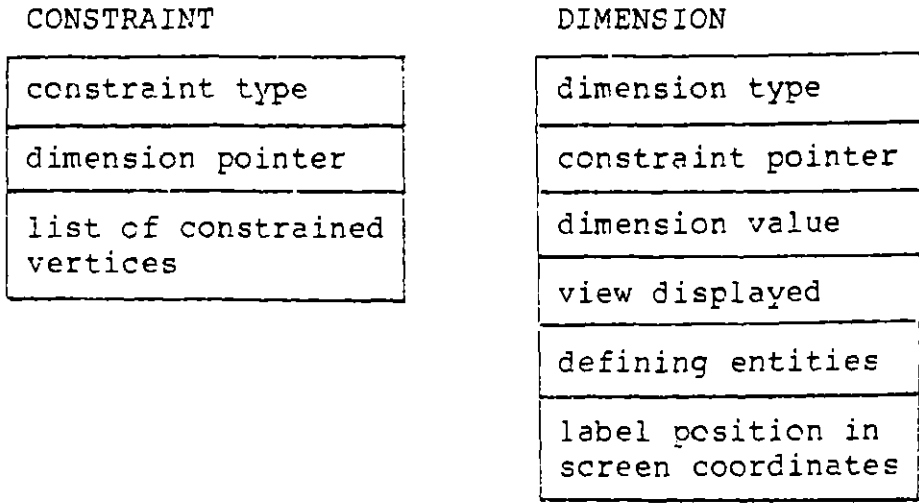 CONSTRAINT
constraint type
dimension pointer
list of constrained
vertices
DIMENSION
dimension type
constraint pointer
dimension value
view displayed
defining entities
label position in
screen coordinates